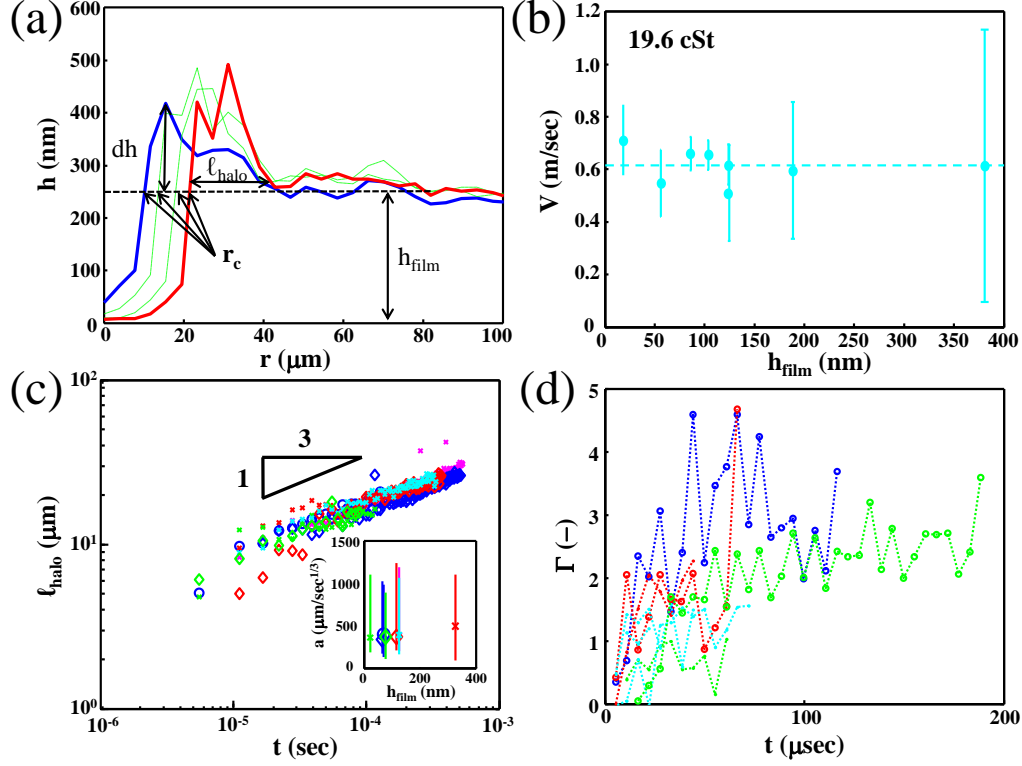 (a)
600
500
400
300
200
100
0
h (nm)
dh
ℓhalo
rc
hfilm
0 20 40 60 80 100
r (μm)
(b)
19.6 cSt
1.2
1.0
0.8
0.6
0.4
0.2
0
V (m/sec)
0 50 100 150 200 250 300 350 400
hfilm (nm)
(c)
10²
10¹
10⁰
ℓhalo (μm)
3
1
1500
1000
500
0
a (μm/sec^1/3)
0 200 400
hfilm (nm)
10⁻⁶ 10⁻⁵ 10⁻⁴ 10⁻³
t (sec)
(d)
5
4
3
2
1
0
Γ (–)
0 100 200
t (μsec)